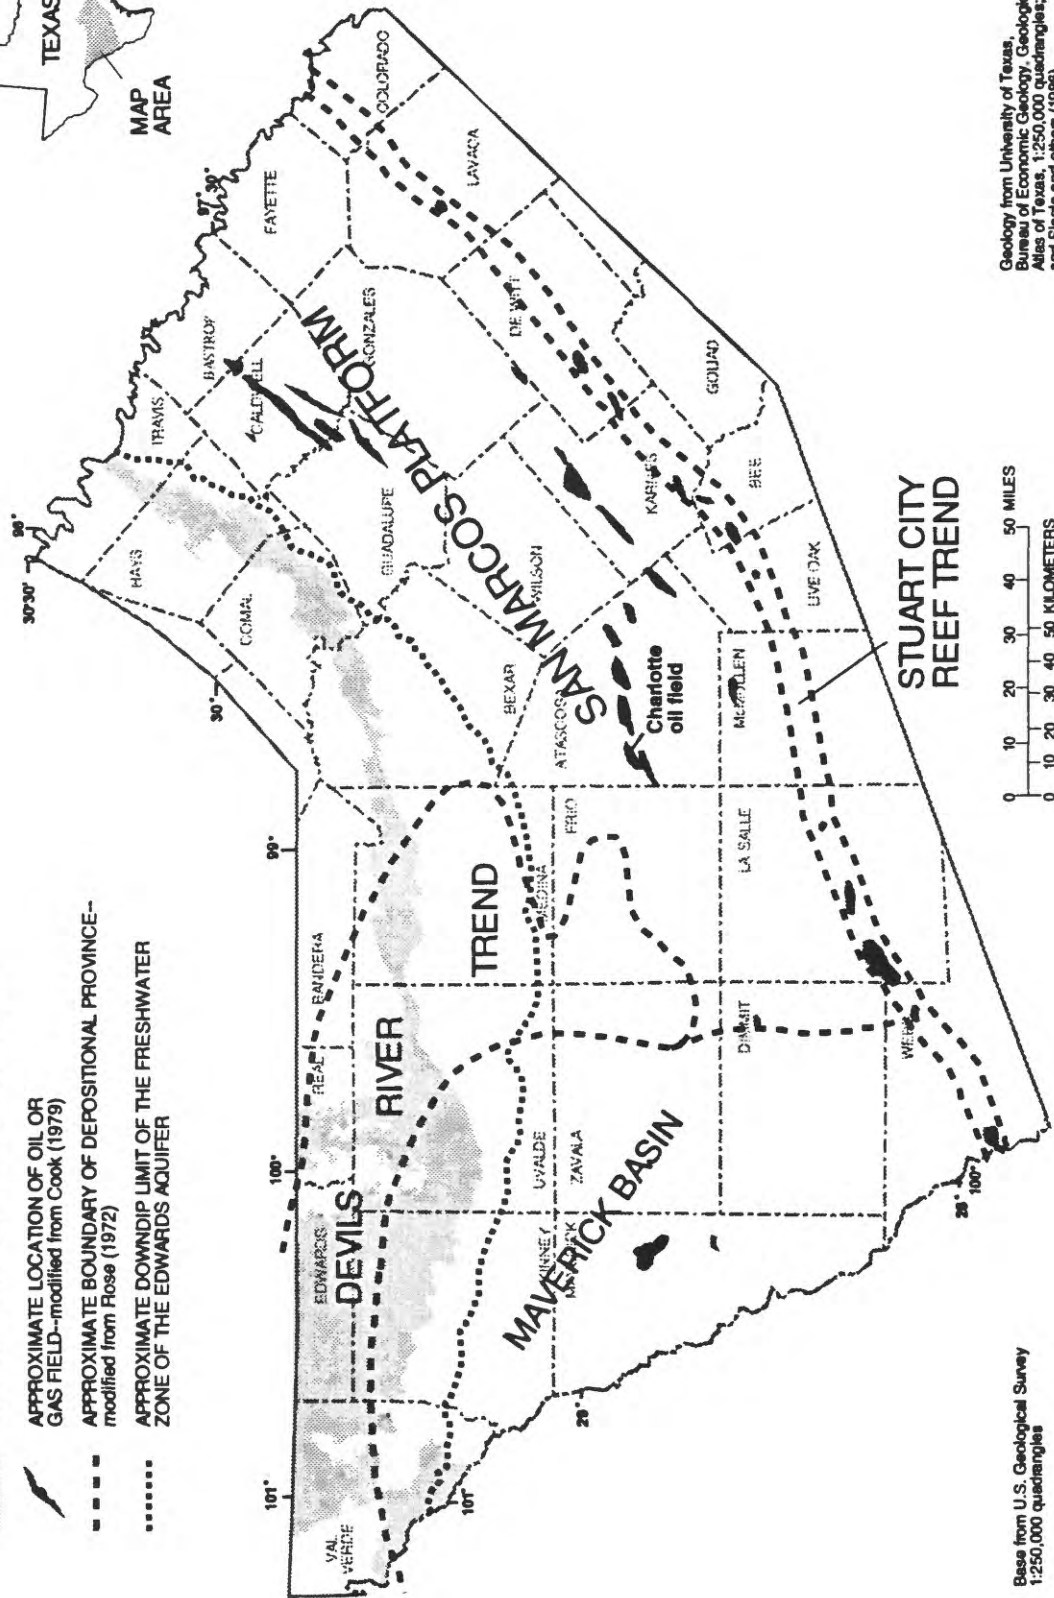 APPROXIMATE LOCATION OF OIL OR
GAS FIELD--modified from Cook (1979)
APPROXIMATE BOUNDARY OF DEPOSITIONAL PROVINCE--
modified from Rose (1972)
APPROXIMATE DOWNDIP LIMIT OF THE FRESHWATER
ZONE OF THE EDWARDS AQUIFER
TEXAS
MAP
AREA
101°
100°
99°
30°
30°30'
98°
97°30'
VAL
VERDE
EDWARDS
REAL
BANDERA
COMAL
HAYS
TRAVIS
BASTROP
FAYETTE
COLORADO
CALDWELL
GONZALES
LAVACA
GUADALUPE
DE WITT
DEVILS
RIVER
TREND
SAN MARCOS PLATFORM
BEXAR
WILSON
KARNES
GOLIAD
KINNEY
UVALDE
MEDINA
ATASCOSA
BEE
ZAVALA
FRIO
Charlotte
oil field
LIVE OAK
MAVERICK BASIN
DIMMIT
LA SALLE
McMULLEN
WEBB
101°
29°
28°
100°
STUART CITY
REEF TREND
0 10 20 30 40 50 MILES
0 10 20 30 40 50 KILOMETERS
Base from U.S. Geological Survey
1:250,000 quadrangles
Geology from University of Texas,
Bureau of Economic Geology, Geologic
Atlas of Texas, 1:250,000 quadrangles;